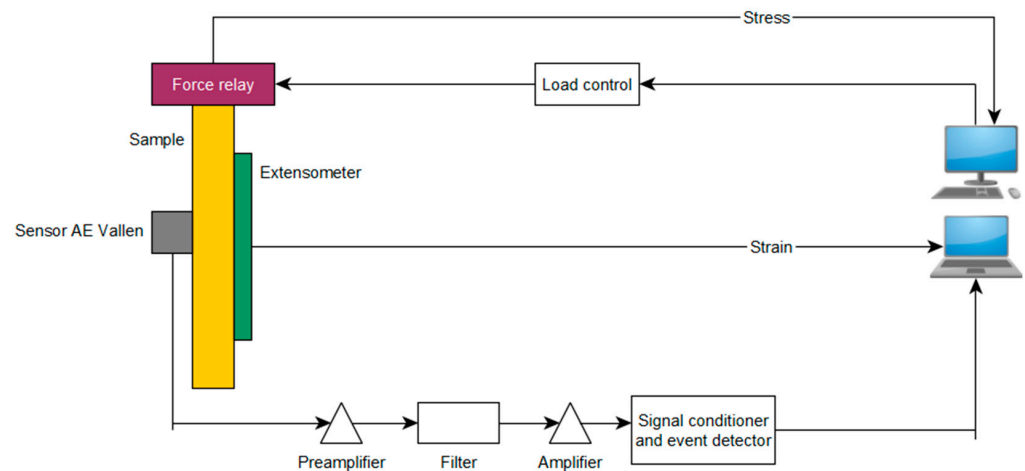 Stress
Force relay
Load control
Sample
Extensometer
Sensor AE Vallen
Strain
Signal conditioner
and event detector
Preamplifier
Filter
Amplifier